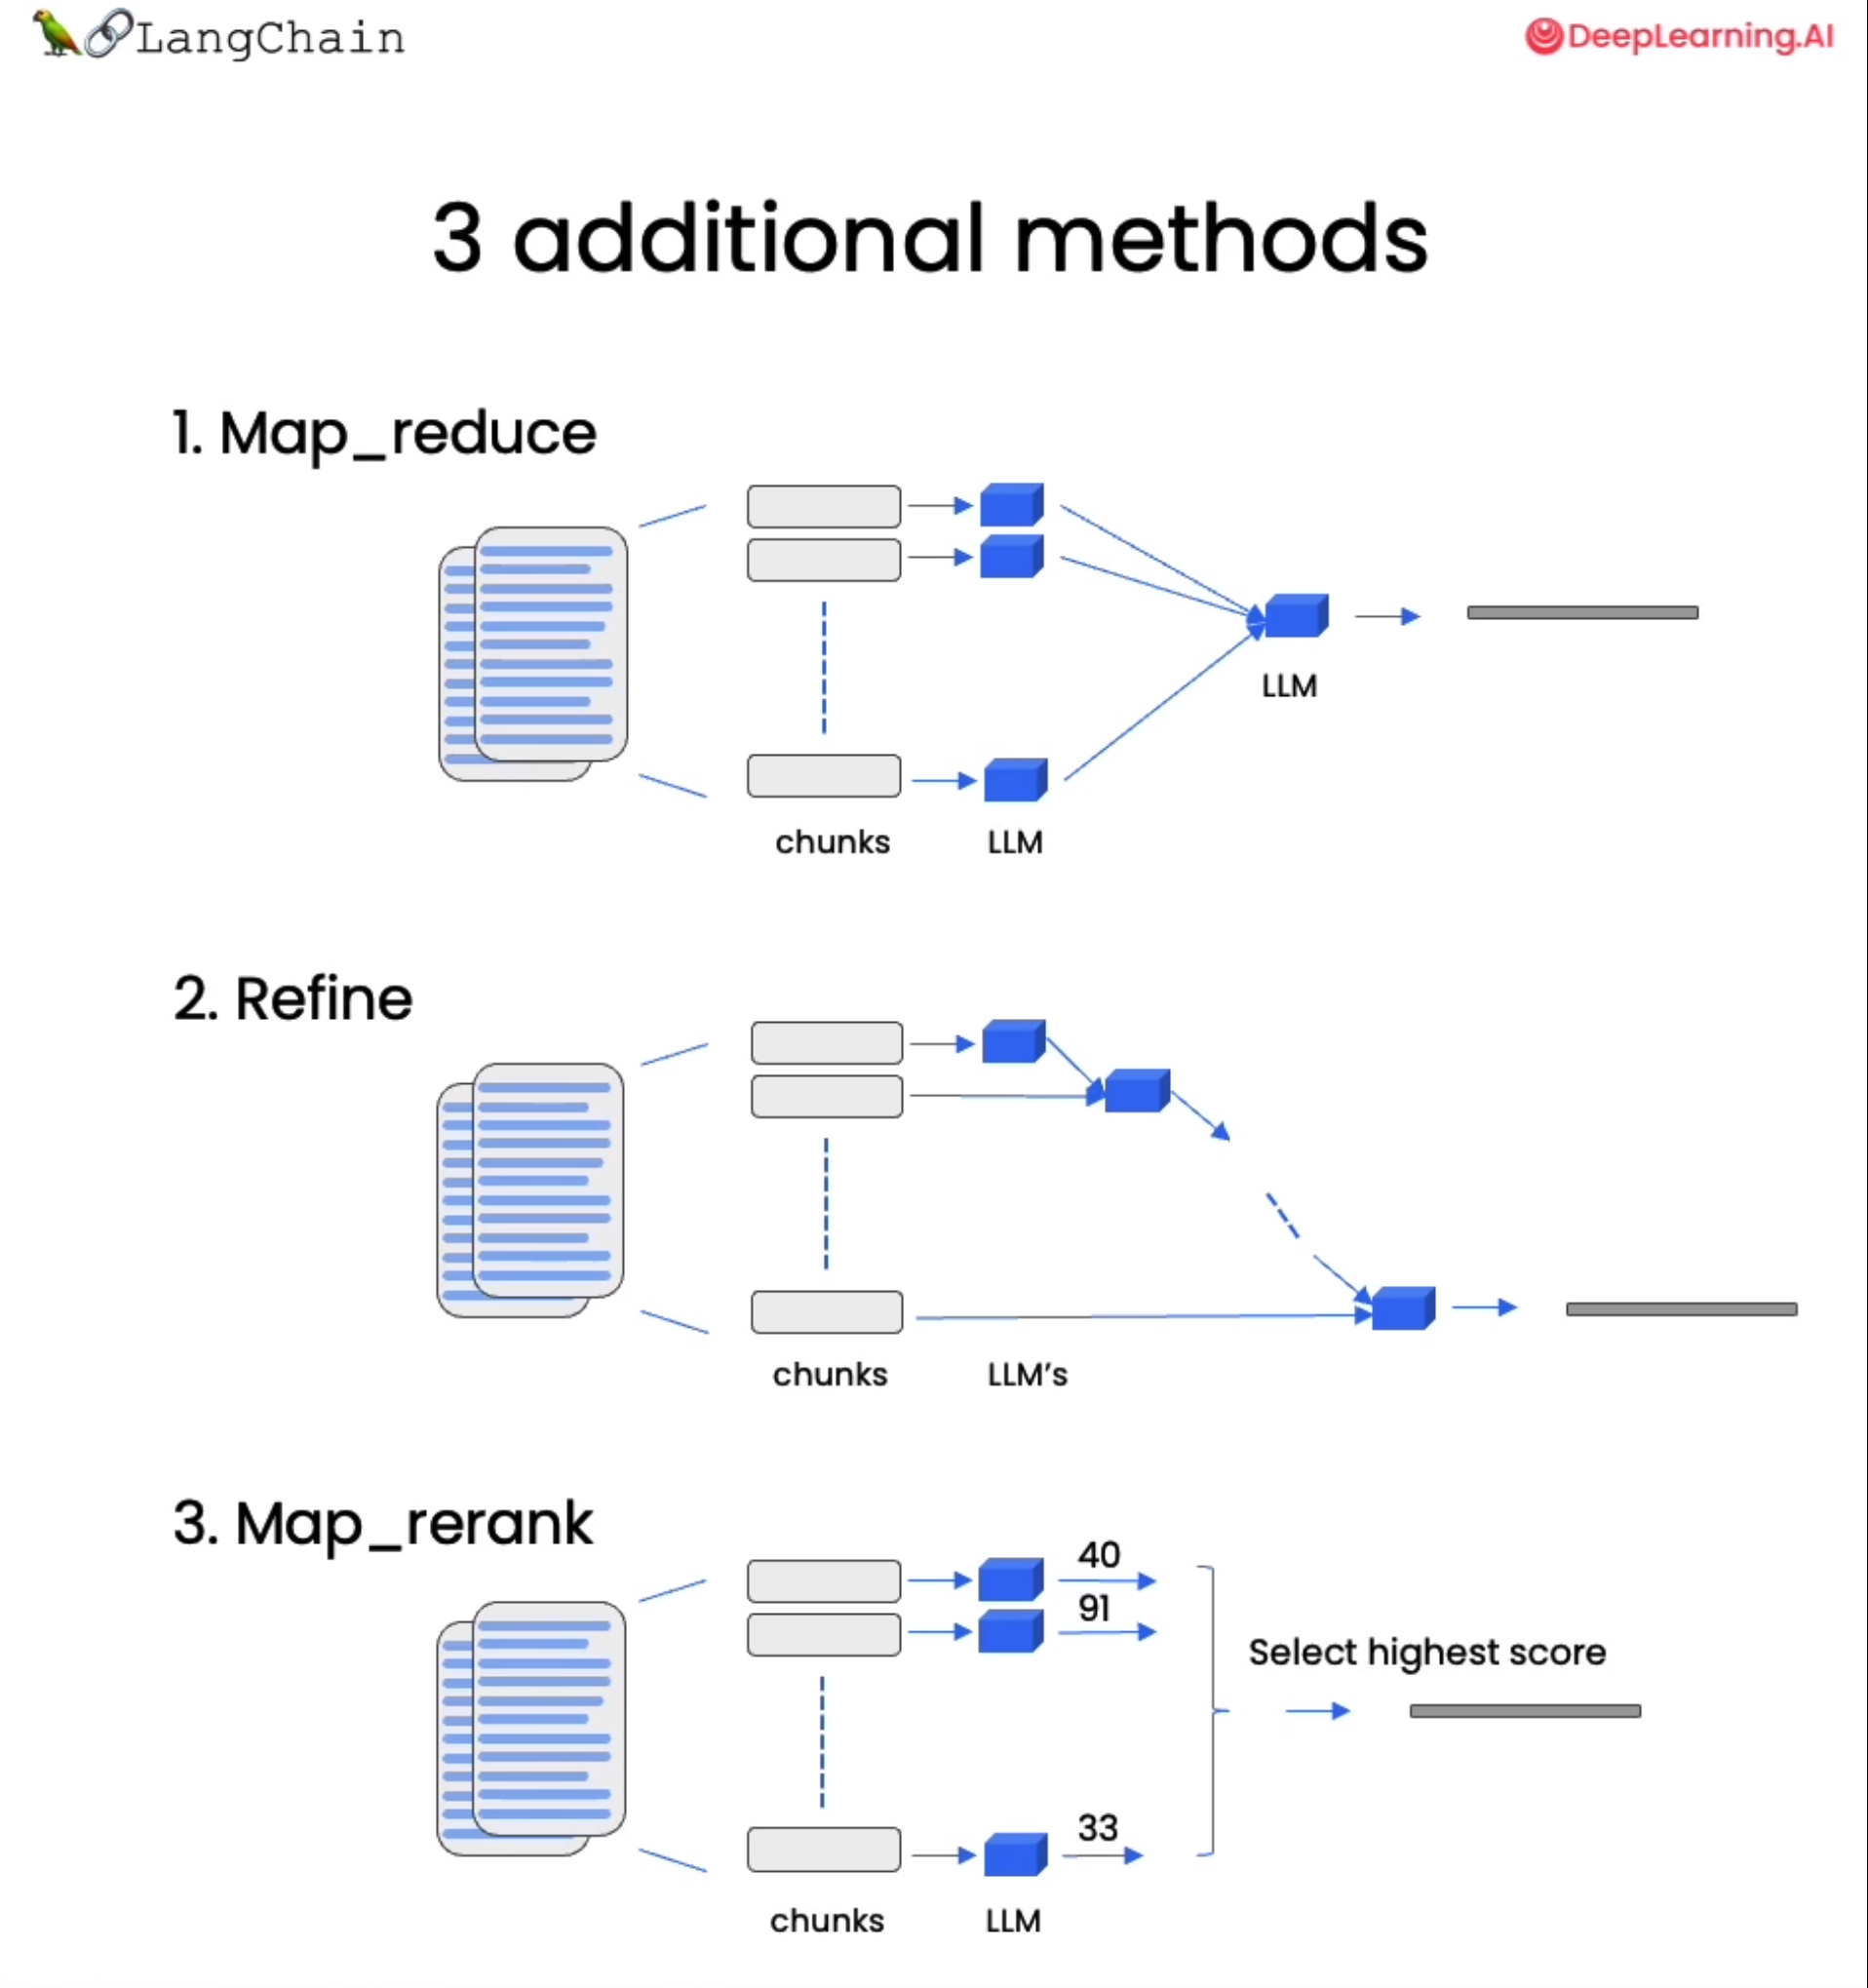 LangChain
DeepLearning.AI
3 additional methods
1. Map_reduce
LLM
chunks
LLM
2. Refine
chunks
LLM's
3. Map_rerank
40
91
Select highest score
33
chunks
LLM